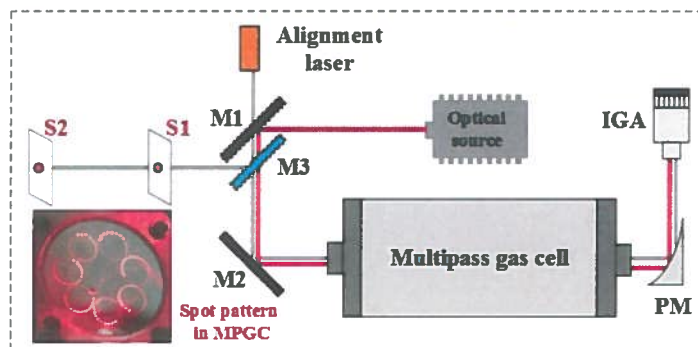 Alignment
laser
M1
S2
S1
Optical
source
IGA
M3
M2
Multipass gas cell
Spot pattern
in MPGC
PM